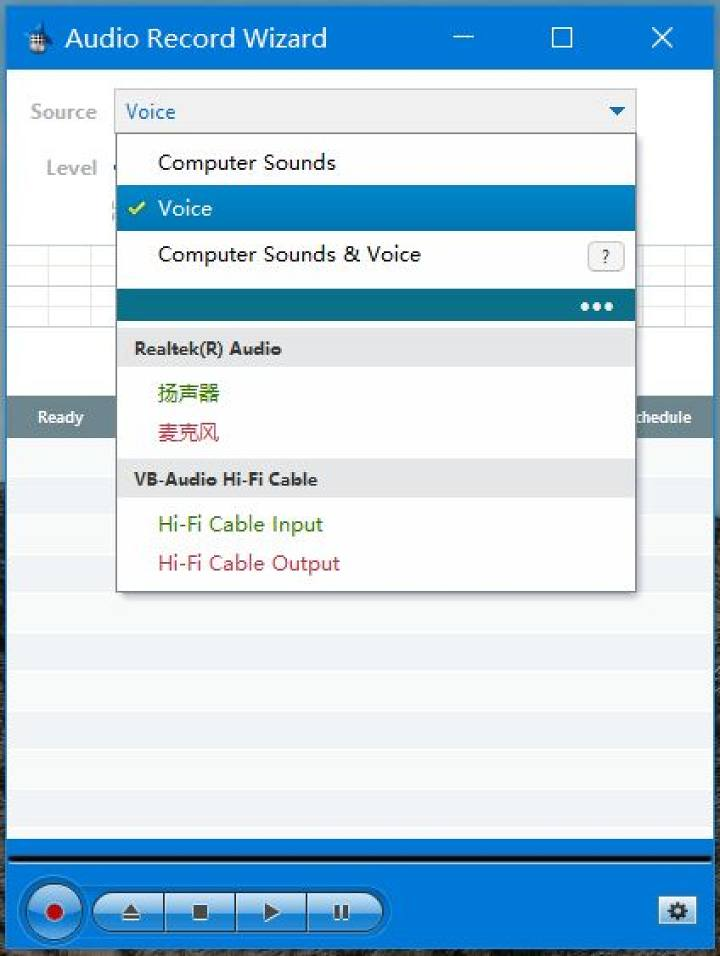 Audio Record Wizard
Source
Voice
Level
Computer Sounds
Voice
Computer Sounds & Voice
?
Realtek(R) Audio
扬声器
Ready
chedule
麦克风
VB-Audio Hi-Fi Cable
Hi-Fi Cable Input
Hi-Fi Cable Output